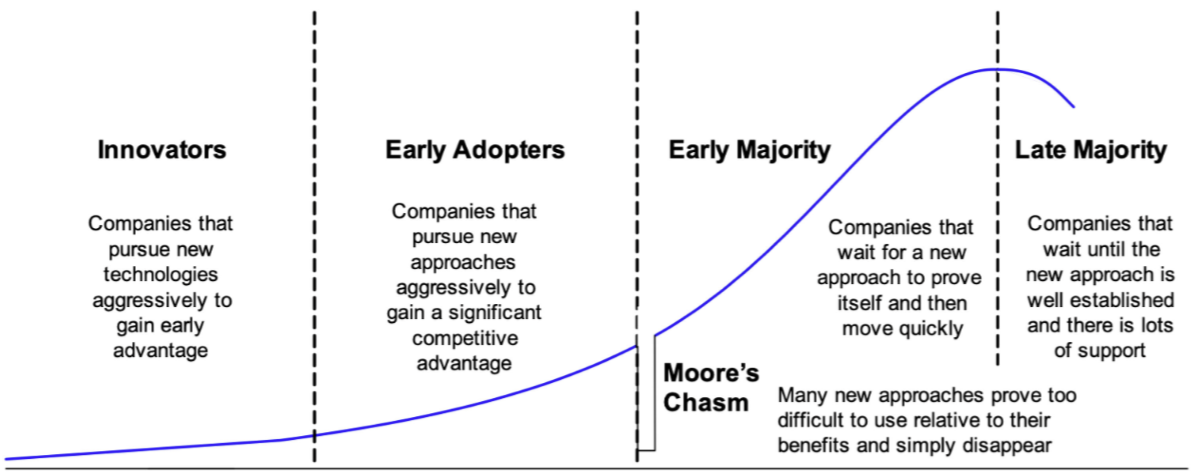 Innovators
Companies that
pursue new
technologies
aggressively to
gain early
advantage
Early Adopters
Companies that
pursue new
approaches
aggressively to
gain a significant
competitive
advantage
Early Majority
Companies that
wait for a new
approach to prove
itself and then
move quickly
Late Majority
Companies that
wait until the
new approach is
well established
and there is lots
of support
Moore's
Chasm
Many new approaches prove too
difficult to use relative to their
benefits and simply disappear